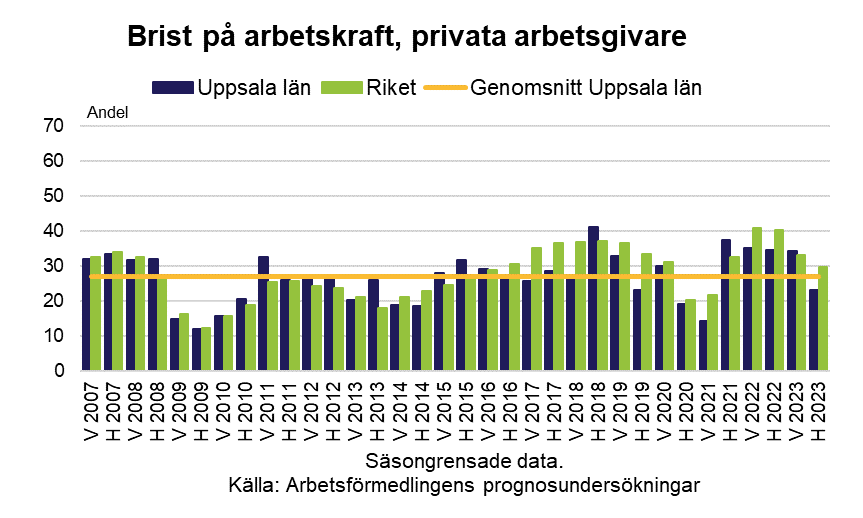 Brist på arbetskraft, privata arbetsgivare
Uppsala län Riket Genomsnitt Uppsala län
Andel
70
60
50
40
30
20
10
0
V 2007
H 2007
V 2008
H 2008
V 2009
H 2009
V 2010
H 2010
V 2011
H 2011
V 2012
H 2012
V 2013
H 2013
V 2014
H 2014
V 2015
H 2015
V 2016
H 2016
V 2017
H 2017
V 2018
H 2018
V 2019
H 2019
V 2020
H 2020
V 2021
H 2021
V 2022
H 2022
V 2023
H 2023
Säsongrensade data.
Källa: Arbetsförmedlingens prognosundersökningar